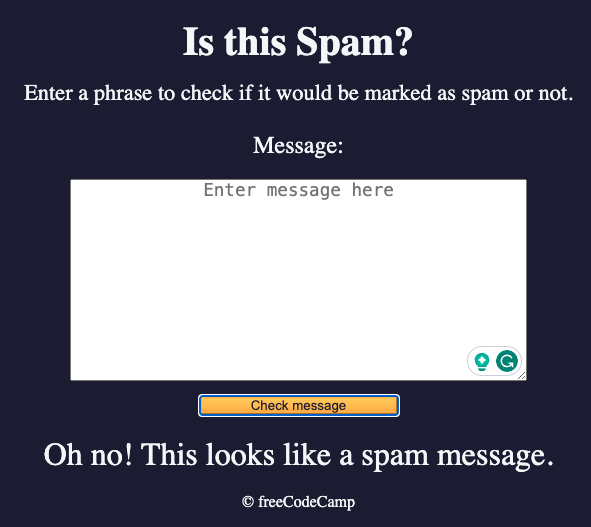 Is this Spam?
Enter a phrase to check if it would be marked as spam or not.
Message:
Enter message here
Check message
Oh no! This looks like a spam message.
© freeCodeCamp